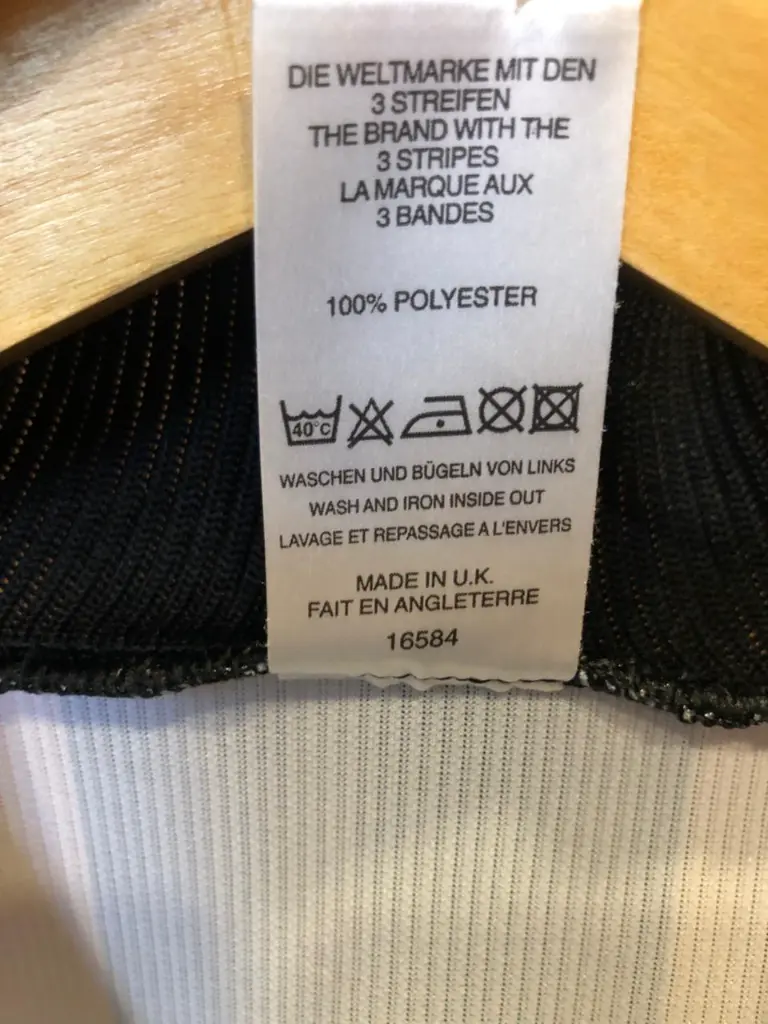 DIE WELTMARKE MIT DEN
3 STREIFEN
THE BRAND WITH THE
3 STRIPES
LA MARQUE AUX
3 BANDES
100% POLYESTER
40°C
WASCHEN UND BÜGELN VON LINKS
WASH AND IRON INSIDE OUT
LAVAGE ET REPASSAGE A L'ENVERS
MADE IN U.K.
FAIT EN ANGLETERRE
16584